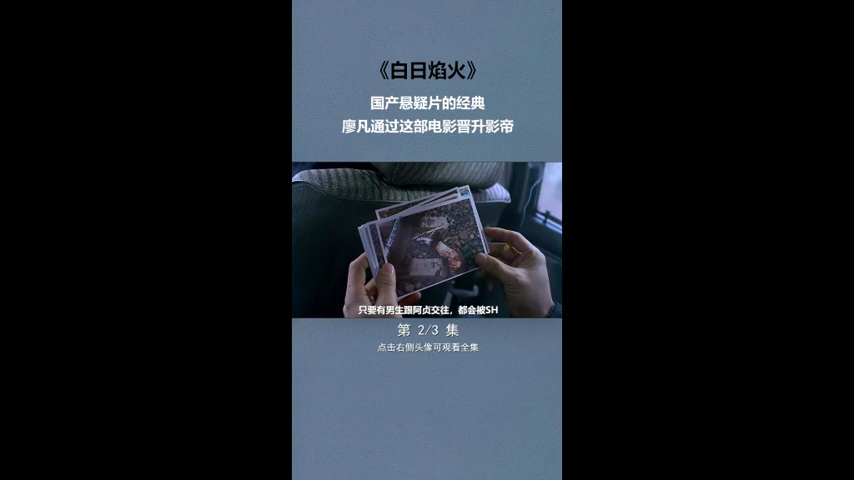 《白日焰火》
国产悬疑片的经典
廖凡通过这部电影晋升影帝
只要有男生跟阿贞交往，都会被SH
第 2/3 集
点击右侧头像可观看全集